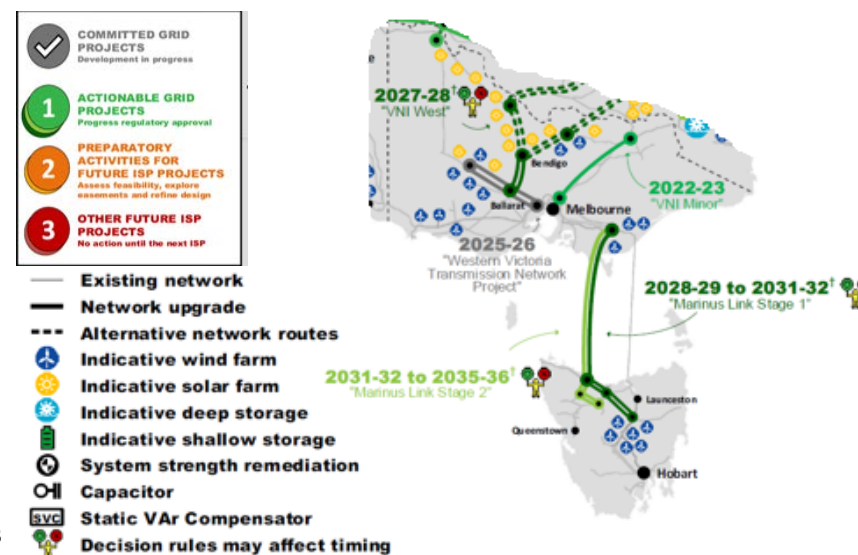 COMMITTED GRID
PROJECTS
Development in progress
1
ACTIONABLE GRID
PROJECTS
Progress regulatory approval
2
PREPARATORY
ACTIVITIES FOR
FUTURE ISP PROJECTS
Assess feasibility, explore
easements and refine design
3
OTHER FUTURE ISP
PROJECTS
No action until the next ISP
Existing network
Network upgrade
Alternative network routes
Indicative wind farm
Indicative solar farm
Indicative deep storage
Indicative shallow storage
System strength remediation
Capacitor
SVC Static VAr Compensator
Decision rules may affect timing
2027-28†
"VNI West"
Bendigo
Ballarat
Melbourne
2022-23
"VNI Minor"
2025-26
"Western Victoria
Transmission Network
Project"
2028-29 to 2031-32†
"Marinus Link Stage 1"
2031-32 to 2035-36†
"Marinus Link Stage 2"
Launceston
Queenstown
Hobart